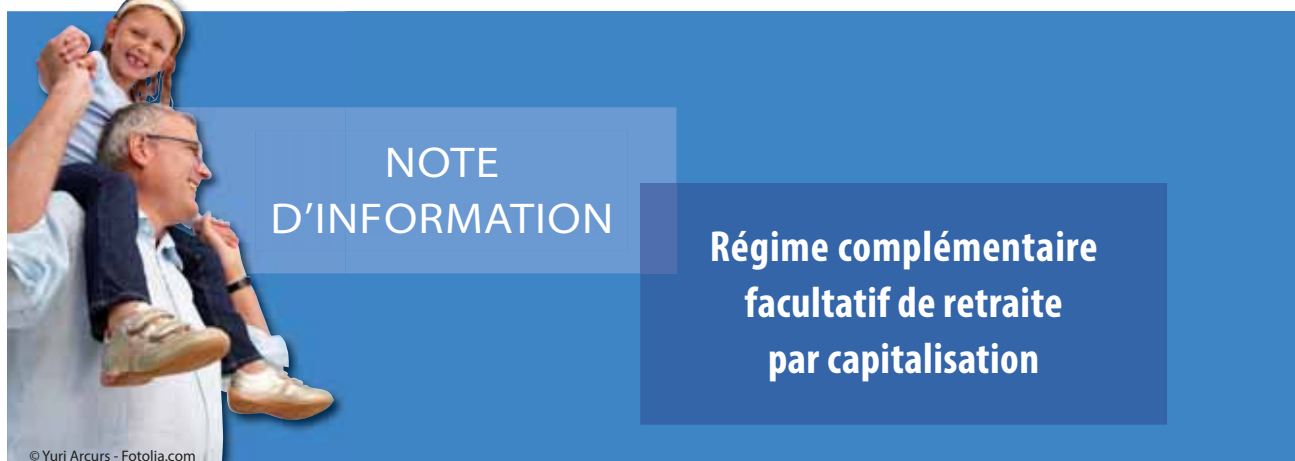 NOTE
D'INFORMATION
Régime complémentaire
facultatif de retraite
par capitalisation
© Yuri Arcurs - Fotolia.com